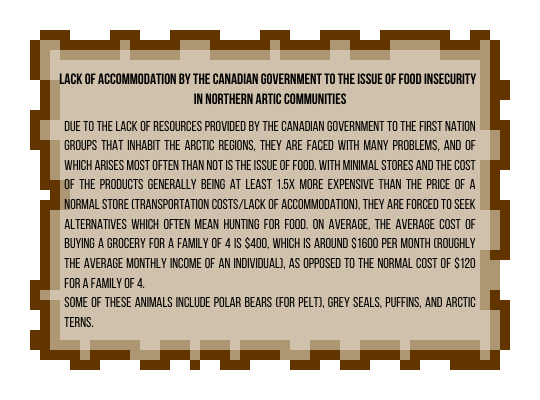 LACK OF ACCOMMODATION BY THE CANADIAN GOVERNMENT TO THE ISSUE OF FOOD INSECURITY
IN NORTHERN ARTIC COMMUNITIES
DUE TO THE LACK OF RESOURCES PROVIDED BY THE CANADIAN GOVERNMENT TO THE FIRST NATION
GROUPS THAT INHABIT THE ARCTIC REGIONS, THEY ARE FACED WITH MANY PROBLEMS, AND OF
WHICH ARISES MOST OFTEN THAN NOT IS THE ISSUE OF FOOD. WITH MINIMAL STORES AND THE COST
OF THE PRODUCTS GENERALLY BEING AT LEAST 1.5X MORE EXPENSIVE THAN THE PRICE OF A
NORMAL STORE (TRANSPORTATION COSTS/LACK OF ACCOMMODATION), THEY ARE FORCED TO SEEK
ALTERNATIVES WHICH OFTEN MEAN HUNTING FOR FOOD. ON AVERAGE, THE AVERAGE COST OF
BUYING A GROCERY FOR A FAMILY OF 4 IS $400, WHICH IS AROUND $1600 PER MONTH (ROUGHLY
THE AVERAGE MONTHLY INCOME OF AN INDIVIDUAL), AS OPPOSED TO THE NORMAL COST OF $120
FOR A FAMILY OF 4.
SOME OF THESE ANIMALS INCLUDE POLAR BEARS (FOR PELT), GREY SEALS, PUFFINS, AND ARCTIC
TERNS.